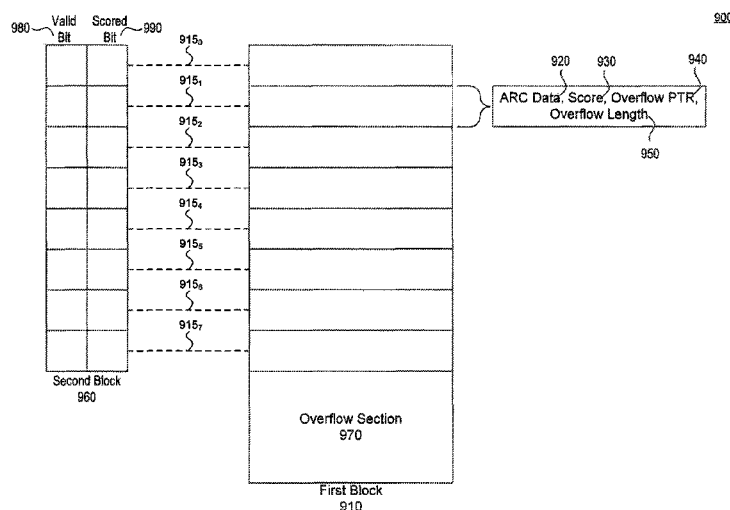 900
Valid Bit
Scored Bit
980
990
920
930
940
ARC Data, Score, Overflow PTR,
Overflow Length
950
915₀
915₁
915₂
915₃
915₄
915₅
915₆
915₇
Second Block
960
Overflow Section
970
First Block
910